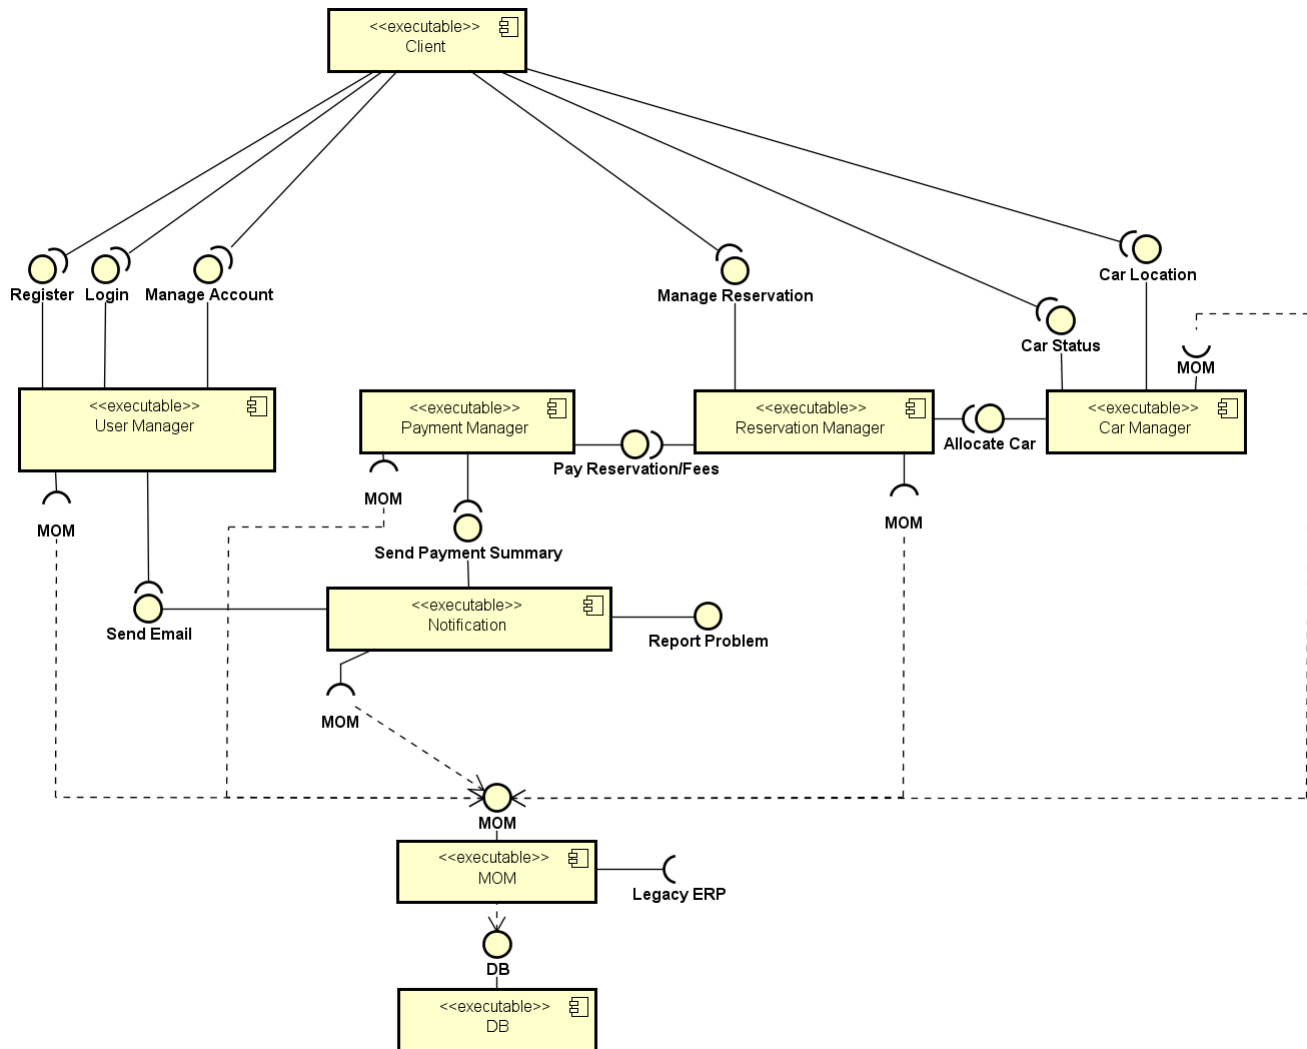 <<executable>>
Client
Register
Login
Manage Account
Manage Reservation
Car Location
Car Status
MOM
<<executable>>
User Manager
<<executable>>
Payment Manager
<<executable>>
Reservation Manager
<<executable>>
Car Manager
Allocate Car
Pay Reservation/Fees
MOM
MOM
MOM
Send Payment Summary
<<executable>>
Notification
Send Email
Report Problem
MOM
MOM
<<executable>>
MOM
Legacy ERP
DB
<<executable>>
DB